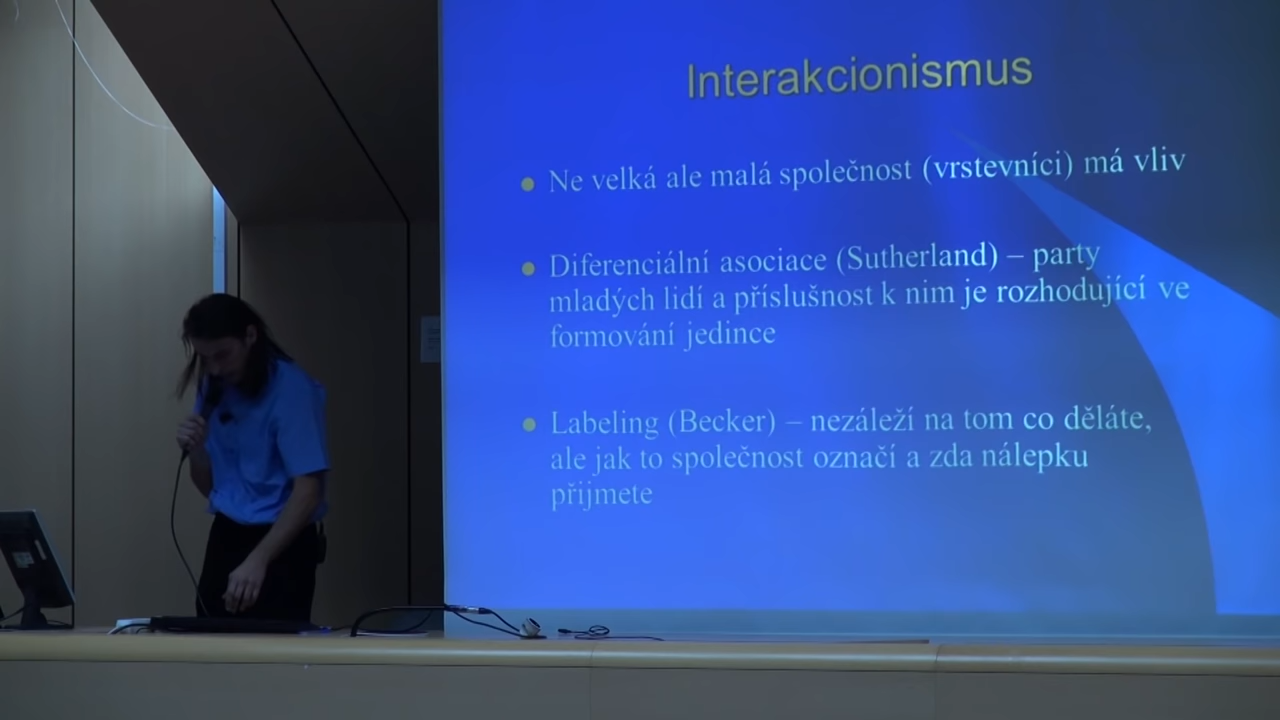 Interakcionismus
Ne velká ale malá společnost (vrstevníci) má vliv
Diferenciální asociace (Sutherland) – party
mladých lidí a příslušnost k nim je rozhodující ve
formování jedince
Labeling (Becker) – nezáleží na tom co děláte,
ale jak to společnost označí a zda nálepku
přijmete